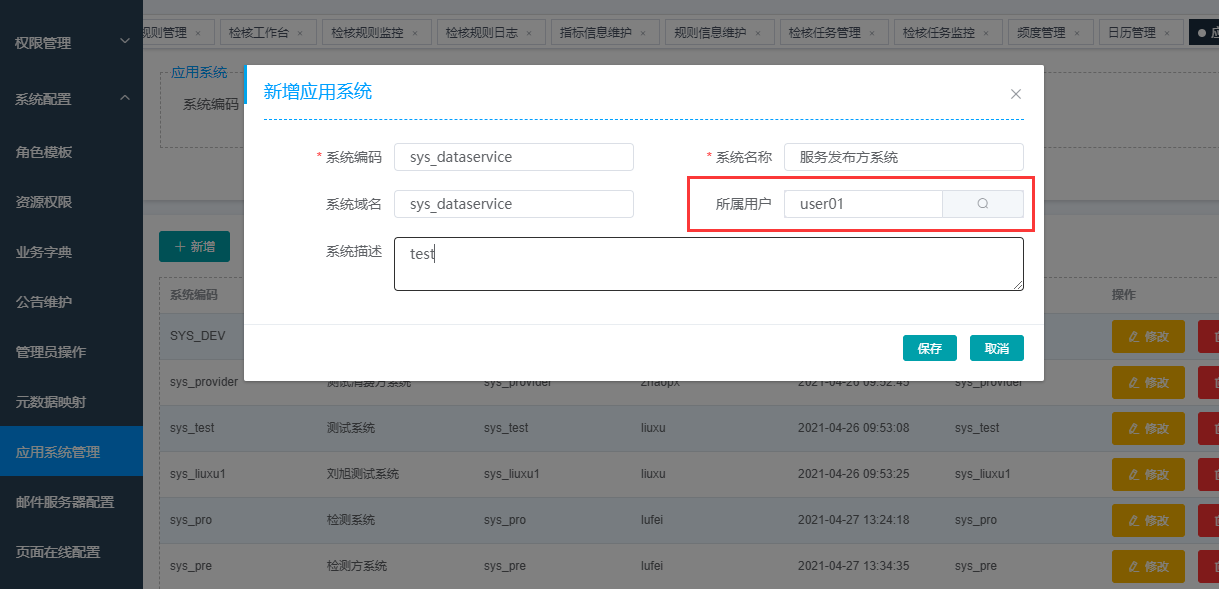 权限管理
系统配置
角色模板
资源权限
业务字典
公告维护
管理员操作
元数据映射
应用系统管理
邮件服务器配置
页面在线配置
规则管理 × 检核工作台 × 检核规则监控 × 检核规则日志 × 指标信息维护 × 规则信息维护 × 检核任务管理 × 检核任务监控 × 频度管理 × 日历管理 ×
应用系统
系统编码
新增应用系统
* 系统编码 sys_dataservice * 系统名称 服务发布方系统
系统域名 sys_dataservice 所属用户 user01
系统描述 test
保存 取消
+ 新增
系统编码 操作
SYS_DEV 修改
sys_provider 测试消费方系统 sys_provider zhaopx 2021-04-26 09:52:45 sys_provider 修改
sys_test 测试系统 sys_test liuxu 2021-04-26 09:53:08 sys_test 修改
sys_liuxu1 刘旭测试系统 sys_liuxu1 liuxu 2021-04-26 09:53:25 sys_liuxu1 修改
sys_pro 检测系统 sys_pro lufei 2021-04-27 13:24:18 sys_pro 修改
sys_pre 检测方系统 sys_pre lufei 2021-04-27 13:34:35 sys_pre 修改